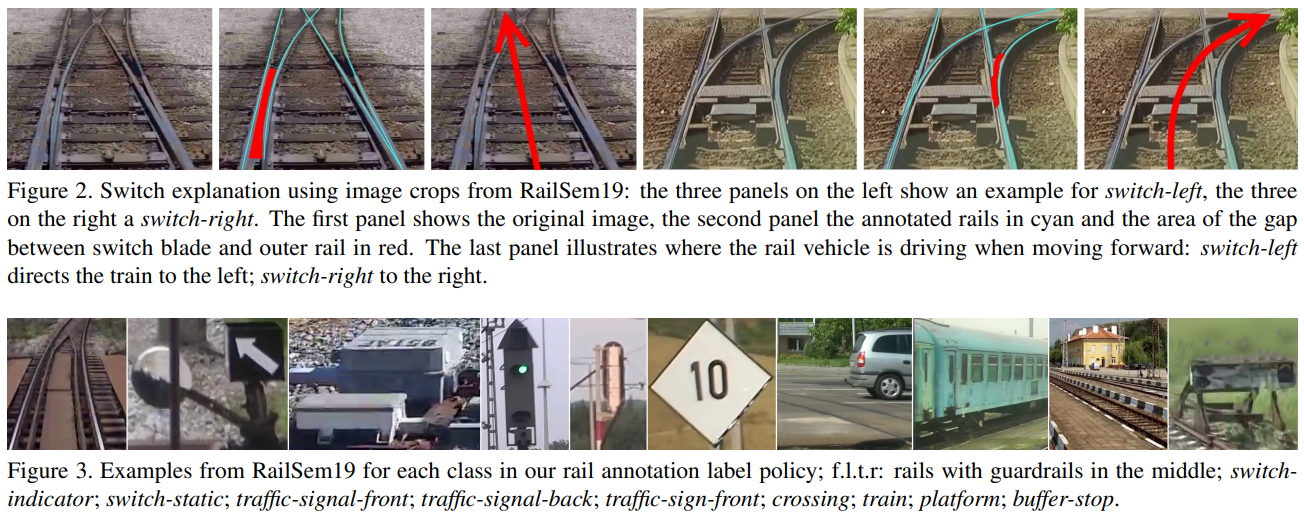 Figure 2. Switch explanation using image crops from RailSem19: the three panels on the left show an example for switch-left, the three
on the right a switch-right. The first panel shows the original image, the second panel the annotated rails in cyan and the area of the gap
between switch blade and outer rail in red. The last panel illustrates where the rail vehicle is driving when moving forward: switch-left
directs the train to the left; switch-right to the right.
10
Figure 3. Examples from RailSem19 for each class in our rail annotation label policy; f.l.t.r: rails with guardrails in the middle; switch-
indicator; switch-static; traffic-signal-front; traffic-signal-back; traffic-sign-front; crossing; train; platform; buffer-stop.